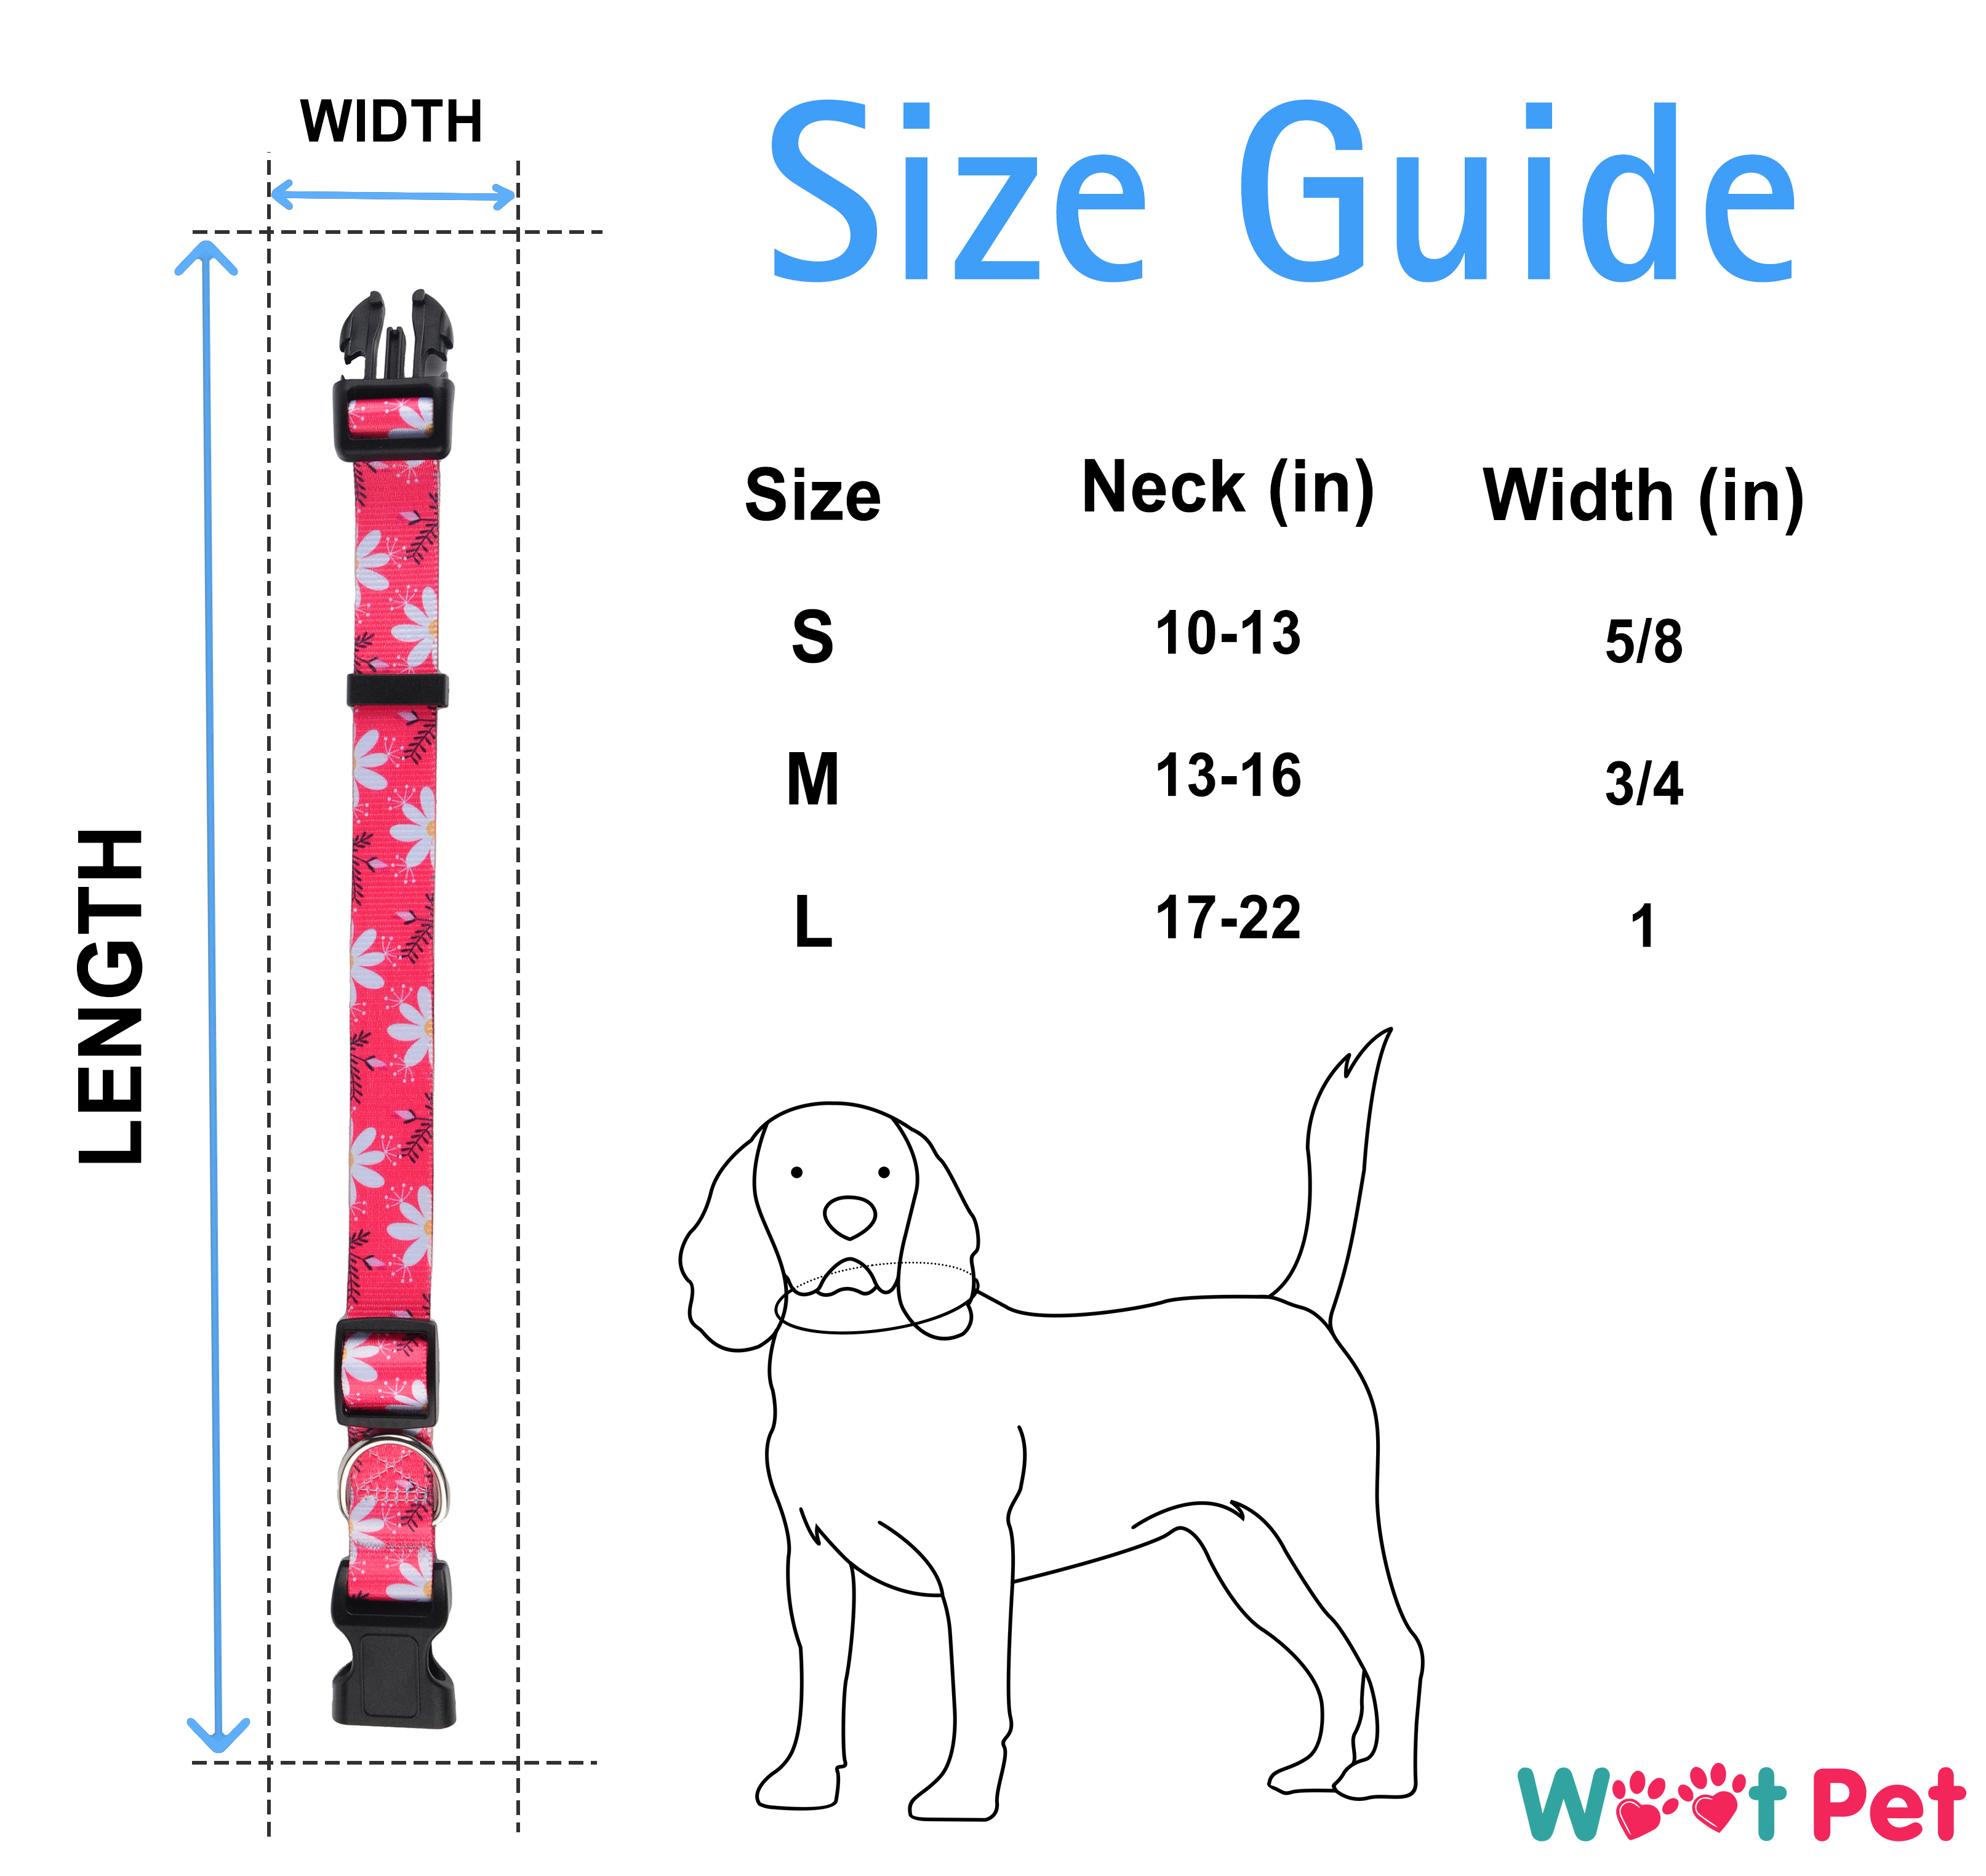 WIDTH
Size Guide
LENGTH
Size Neck (in) Width (in)
S 10-13 5/8
M 13-16 3/4
L 17-22 1
Woot Pet